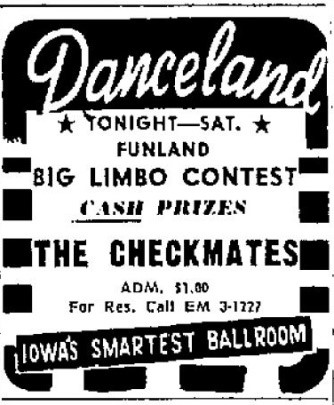 Danceland
★ TONIGHT—SAT. ★
FUNLAND
BIG LIMBO CONTEST
CASH PRIZES
THE CHECKMATES
ADM. $1.00
For Res. Call EM 3-1227
IOWA'S SMARTEST BALLROOM